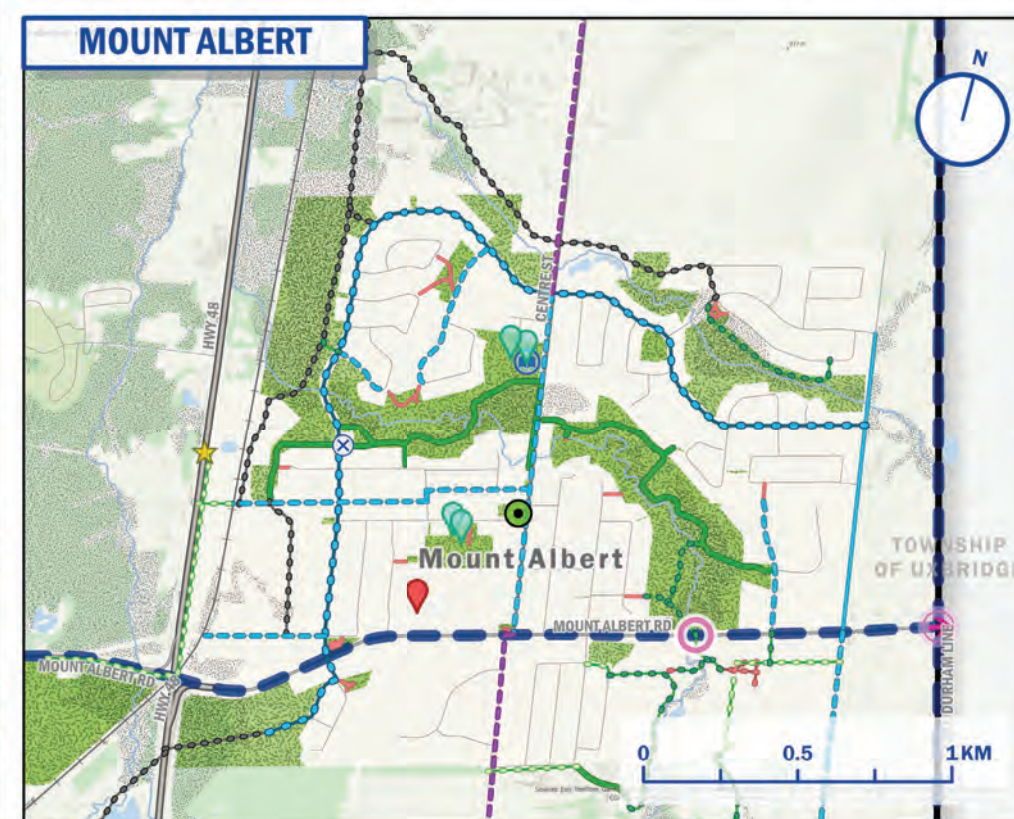 MOUNT ALBERT
N
HWY 48
CENTRE ST
Mount Albert
TOWNSHIP
OF UXBRIDGE
MOUNT ALBERT RD
DURHAM LINE
MOUNT ALBERT RD
0 0.5 1KM